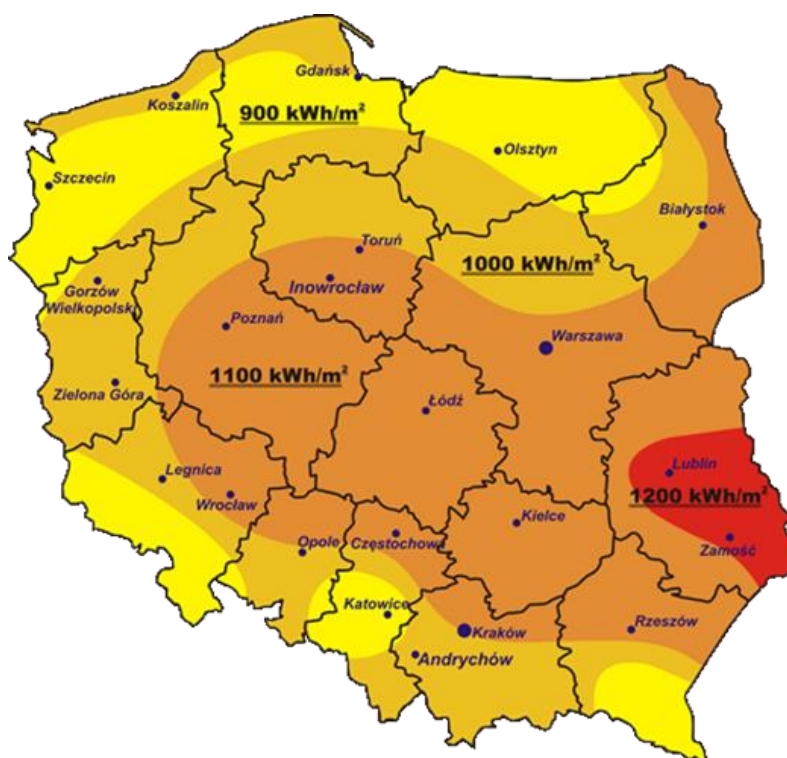 Gdańsk
Koszalin
900 kWh/m²
Olsztyn
Szczecin
Białystok
Toruń
1000 kWh/m²
Inowrocław
Gorzów
Wielkopolski
Poznań
Warszawa
1100 kWh/m²
Zielona Góra
Łódź
Legnica
Lublin
Wrocław
1200 kWh/m²
Kielce
Opole
Częstochowa
Zamość
Katowice
Rzeszów
Kraków
Andrychów